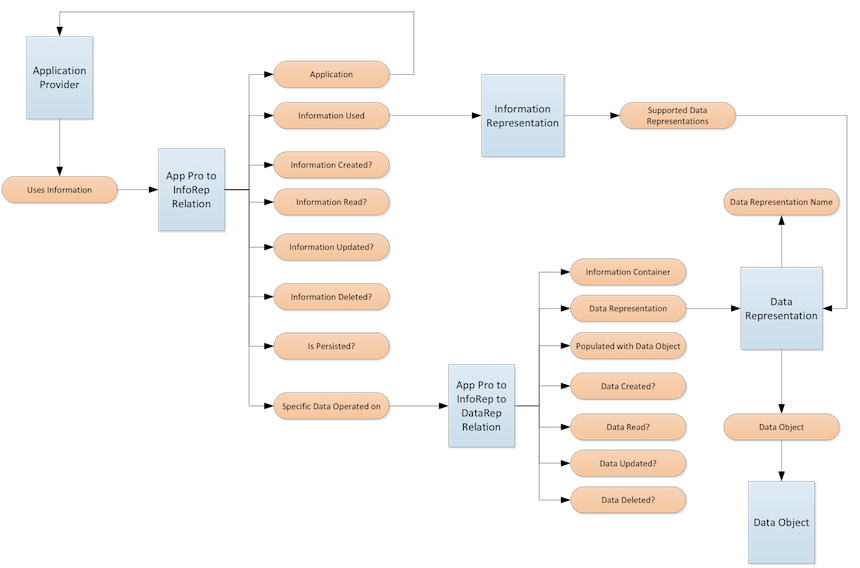 Application
Provider
Uses Information
App Pro to
InfoRep
Relation
Application
Information Used
Information Created?
Information Read?
Information Updated?
Information Deleted?
Is Persisted?
Specific Data Operated on
Information
Representation
Supported Data
Representations
App Pro to
InfoRep to
DataRep
Relation
Information Container
Data Representation
Populated with Data Object
Data Created?
Data Read?
Data Updated?
Data Deleted?
Data Representation Name
Data
Representation
Data Object
Data Object